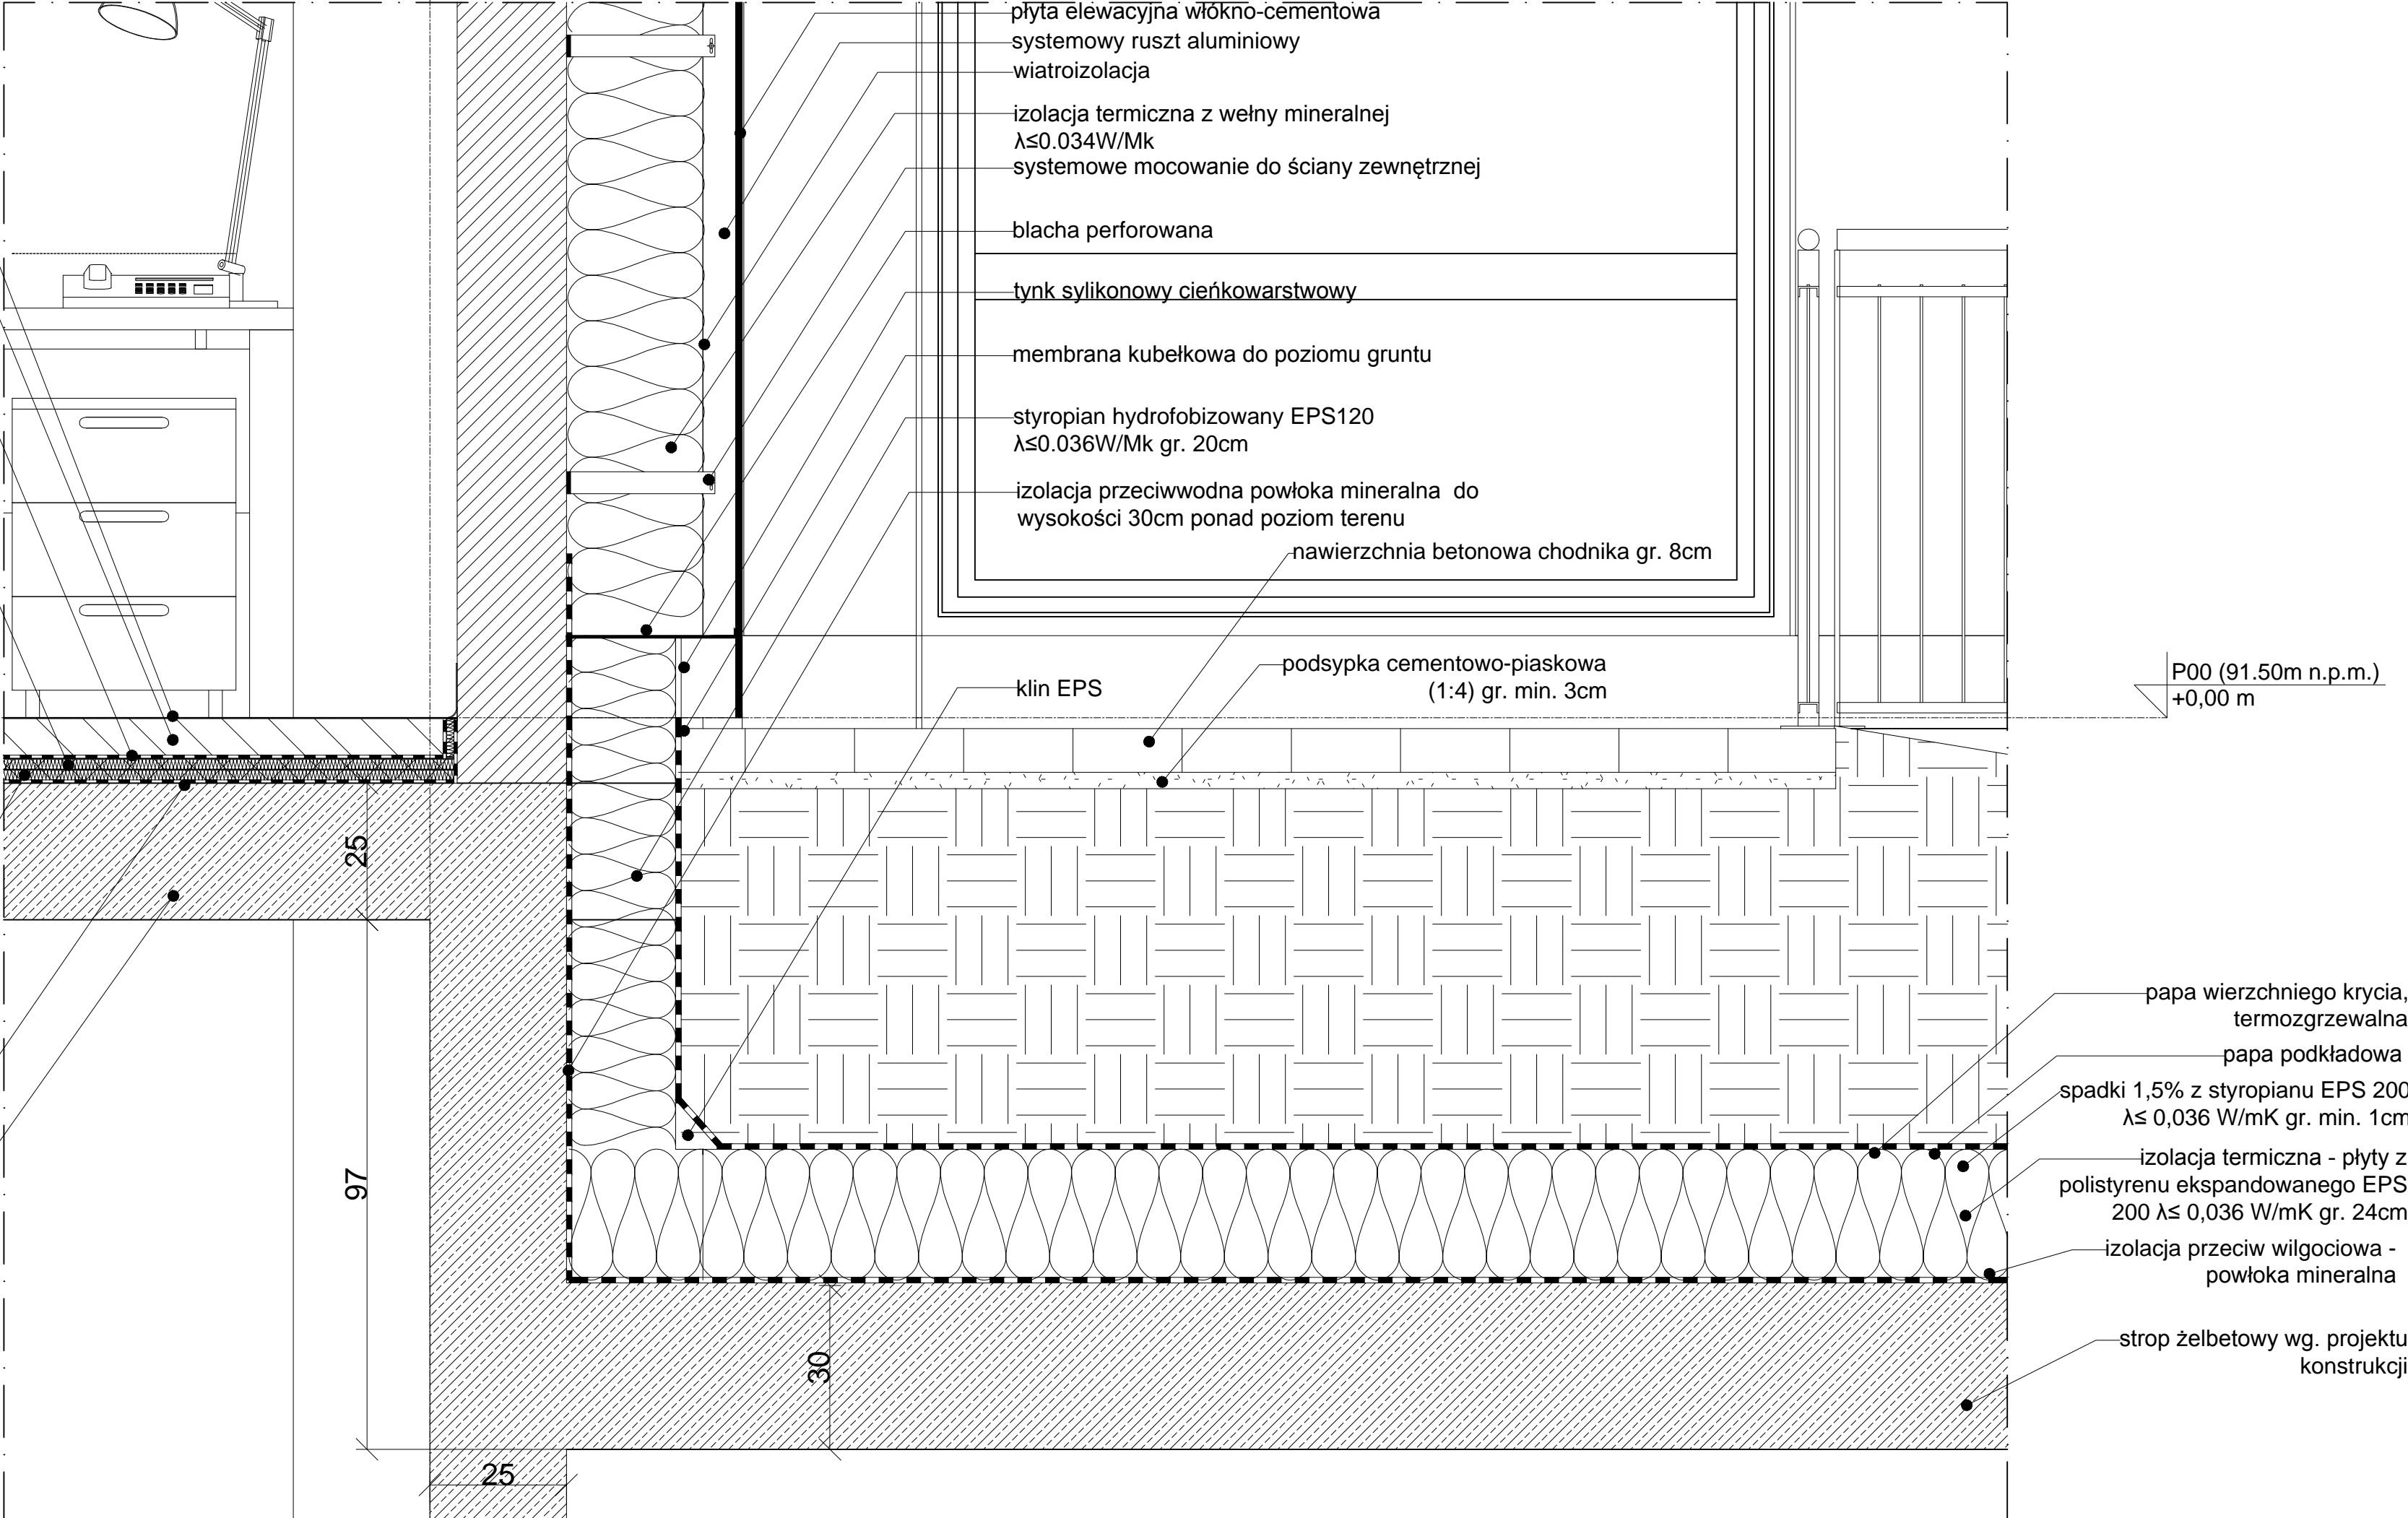 płyta elewacyjna włókno-cementowa
systemowy ruszt aluminiowy
wiatroizolacja
izolacja termiczna z wełny mineralnej
λ≤0.034W/Mk
systemowe mocowanie do ściany zewnętrznej
blacha perforowana
tynk sylikonowy cieńkowarstwowy
membrana kubełkowa do poziomu gruntu
styropian hydrofobizowany EPS120
λ≤0.036W/Mk gr. 20cm
izolacja przeciwwodna powłoka mineralna do
wysokości 30cm ponad poziom terenu
nawierzchnia betonowa chodnika gr. 8cm
podsypka cementowo-piaskowa
(1:4) gr. min. 3cm
klin EPS
P00 (91.50m n.p.m.)
+0,00 m
25
97
30
25
papa wierzchniego krycia,
termozgrzewalna
papa podkładowa
spadki 1,5% z styropianu EPS 200
λ≤ 0,036 W/mK gr. min. 1cm
izolacja termiczna - płyty z
polistyrenu ekspandowanego EPS
200 λ≤ 0,036 W/mK gr. 24cm
izolacja przeciw wilgociowa -
powłoka mineralna
strop żelbetowy wg. projektu
konstrukcji